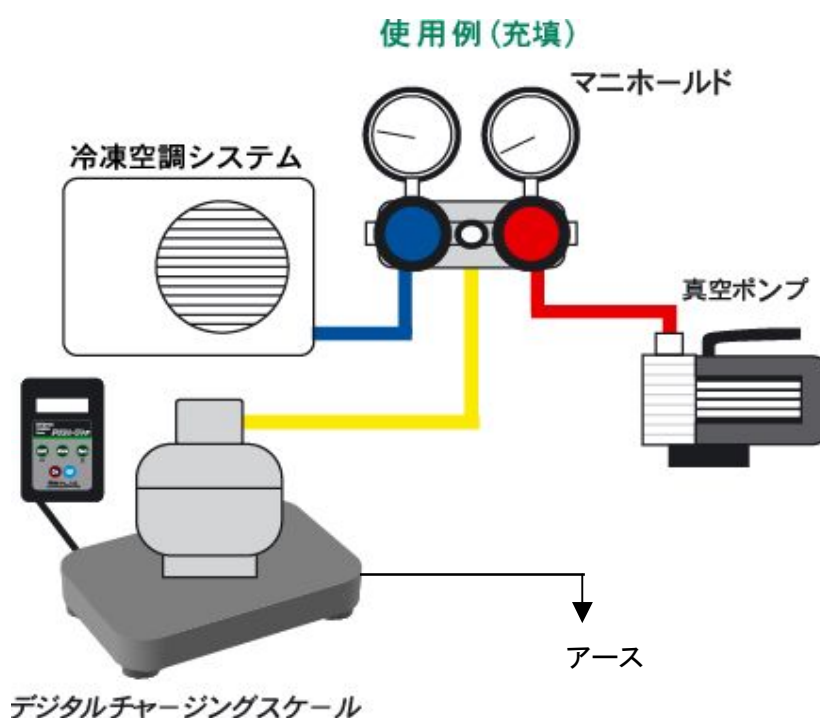 使用例(充填)
マニホールド
冷凍空調システム
真空ポンプ
アース
デジタルチャージングスケール